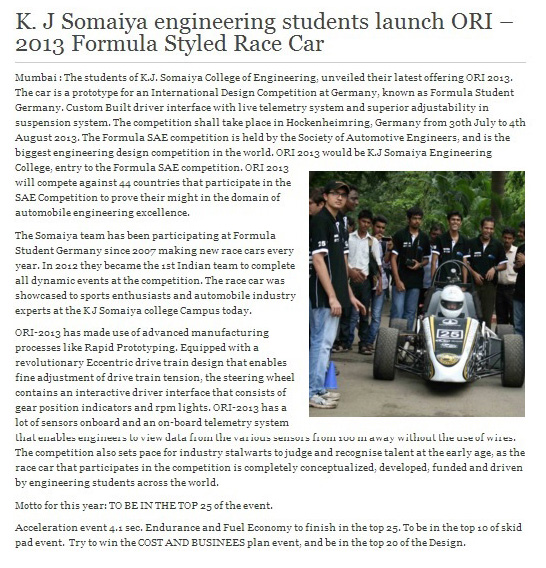 K. J Somaiya engineering students launch ORI –
2013 Formula Styled Race Car
Mumbai : The students of K.J. Somaiya College of Engineering, unveiled their latest offering ORI 2013.
The car is a prototype for an International Design Competition at Germany, known as Formula Student
Germany. Custom Built driver interface with live telemetry system and superior adjustability in
suspension system. The competition shall take place in Hockenheimring, Germany from 30th July to 4th
August 2013. The Formula SAE competition is held by the Society of Automotive Engineers, and is the
biggest engineering design competition in the world. ORI 2013 would be K.J Somaiya Engineering
College, entry to the Formula SAE competition. ORI 2013
will compete against 44 countries that participate in the
SAE Competition to prove their might in the domain of
automobile engineering excellence.
The Somaiya team has been participating at Formula
Student Germany since 2007 making new race cars every
year. In 2012 they became the 1st Indian team to complete
all dynamic events at the competition. The race car was
showcased to sports enthusiasts and automobile industry
experts at the K J Somaiya college Campus today.
ORI-2013 has made use of advanced manufacturing
processes like Rapid Prototyping. Equipped with a
revolutionary Eccentric drive train design that enables
fine adjustment of drive train tension, the steering wheel
contains an interactive driver interface that consists of
gear position indicators and rpm lights. ORI-2013 has a
lot of sensors onboard and an on-board telemetry system
that enables engineers to view data from the various sensors from 100 m away without the use of wires.
The competition also sets pace for industry stalwarts to judge and recognise talent at the early age, as the
race car that participates in the competition is completely conceptualized, developed, funded and driven
by engineering students across the world.
Motto for this year: TO BE IN THE TOP 25 of the event.
Acceleration event 4.1 sec. Endurance and Fuel Economy to finish in the top 25. To be in the top 10 of skid
pad event. Try to win the COST AND BUSINEES plan event, and be in the top 20 of the Design.
25
25